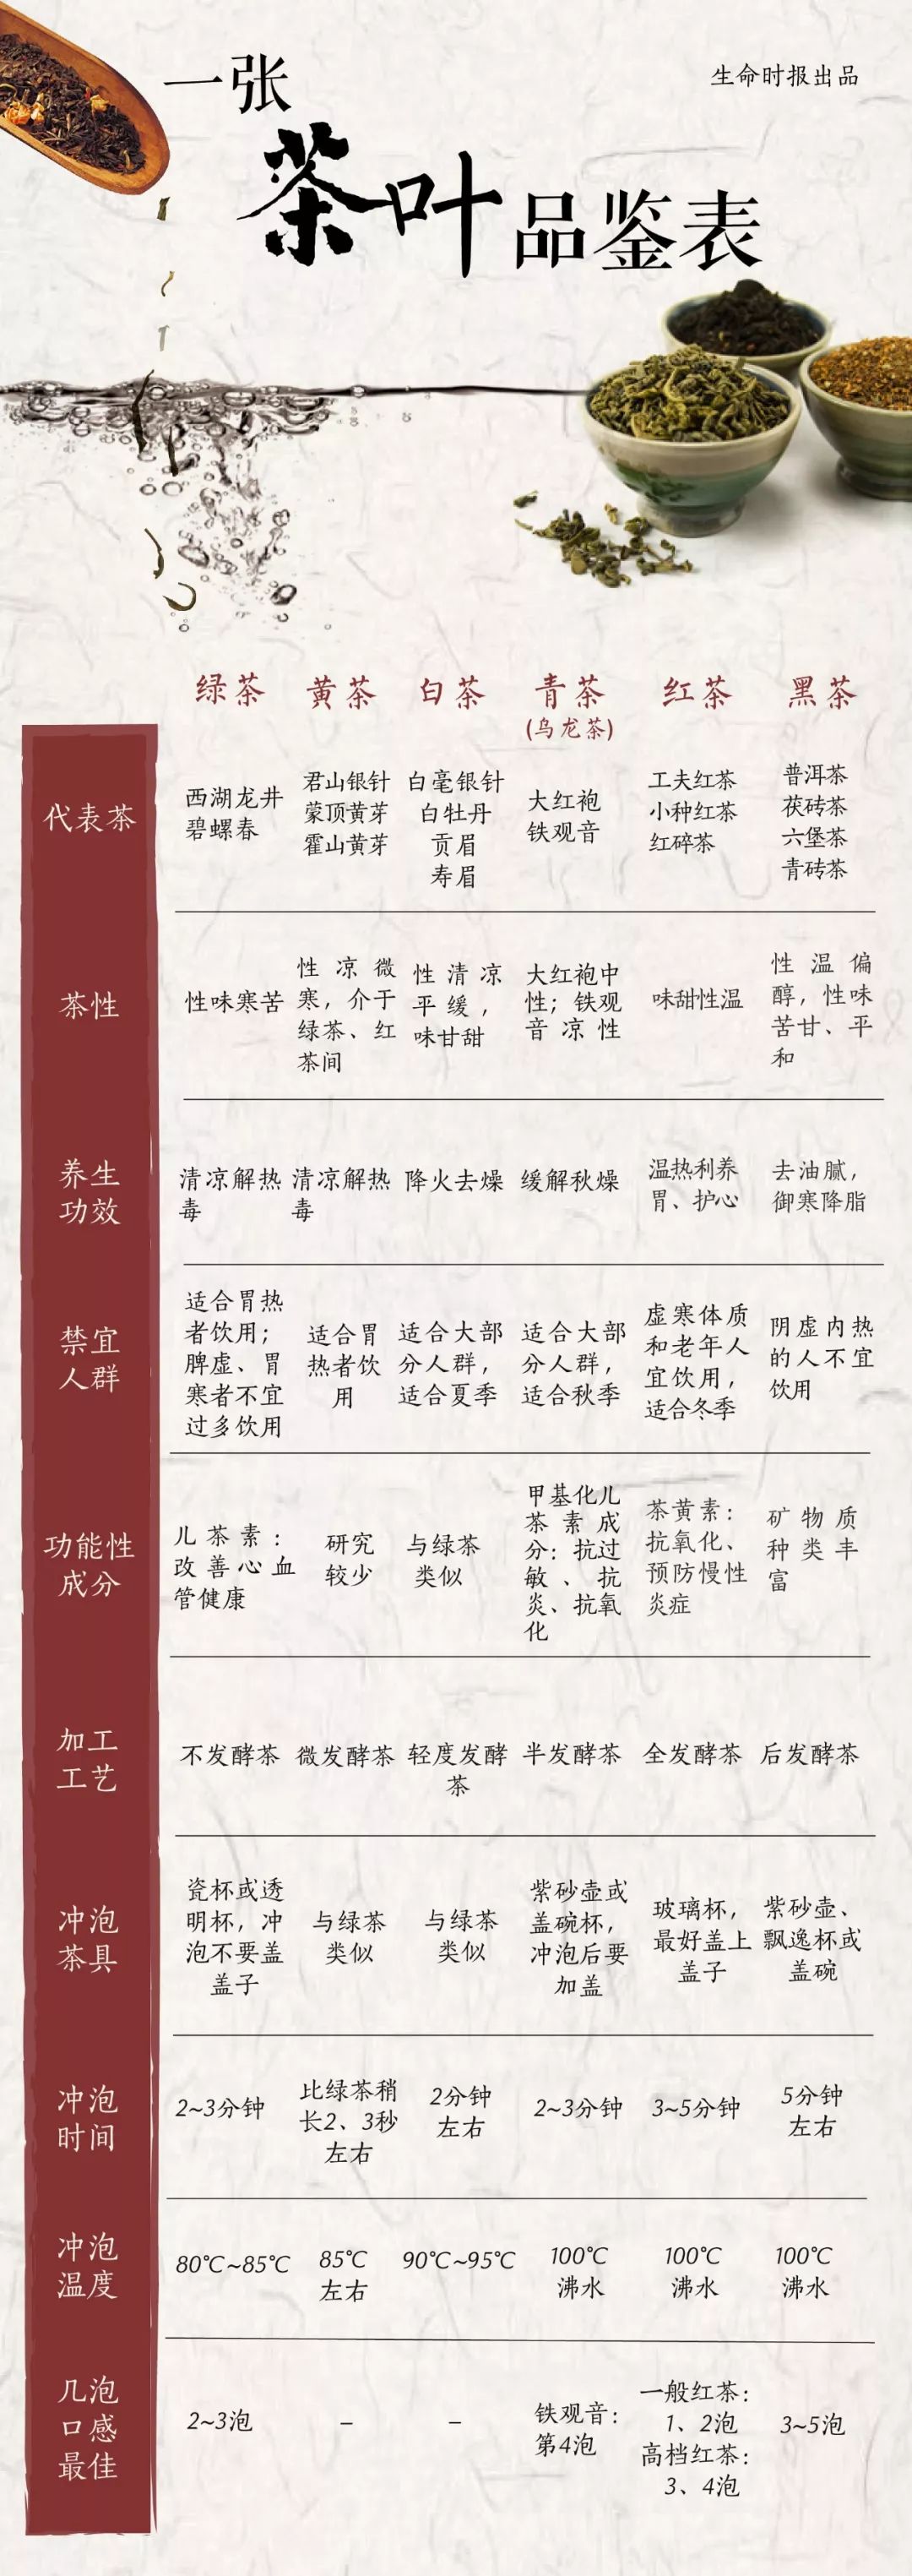 一张
生命时报出品
茶叶品鉴表
绿茶 黄茶 白茶 青茶 红茶 黑茶
(乌龙茶)
代表茶
西湖龙井
碧螺春
君山银针
蒙顶黄芽
霍山黄芽
白毫银针
白牡丹
贡眉
寿眉
大红袍
铁观音
工夫红茶
小种红茶
红碎茶
普洱茶
茯砖茶
六堡茶
青砖茶
茶性
性味寒苦
性凉微
寒，介于
绿茶、红
茶间
性清凉
平缓，
味甘甜
大红袍中
性；铁观
音凉性
味甜性温
性温偏
醇，性味
苦甘、平
和
养生
功效
清凉解热
毒
清凉解热
毒
降火去燥
缓解秋燥
温热利养
胃、护心
去油腻，
御寒降脂
禁宜
人群
适合胃热
者饮用；
脾虚、胃
寒者不宜
过多饮用
适合胃
热者饮
用
适合大部
分人群，
适合夏季
适合大部
分人群，
适合秋季
虚寒体质
和老年人
宜饮用，
适合冬季
阴虚内热
的人不宜
饮用
功能性
成分
儿茶素：
改善心血
管健康
研究
较少
与绿茶
类似
甲基化儿
茶素成
分：抗过
敏、抗
炎、抗氧
化
茶黄素：
抗氧化、
预防慢性
炎症
矿物质
种类丰
富
加工
工艺
不发酵茶
微发酵茶
轻度发酵
茶
半发酵茶
全发酵茶
后发酵茶
冲泡
茶具
瓷杯或透
明杯，冲
泡不要盖
盖子
与绿茶
类似
与绿茶
类似
紫砂壶或
盖碗杯，
冲泡后要
加盖
玻璃杯，
最好盖上
盖子
紫砂壶、
飘逸杯或
盖碗
冲泡
时间
2~3分钟
比绿茶稍
长2、3秒
左右
2分钟
左右
2~3分钟
3~5分钟
5分钟
左右
冲泡
温度
80℃~85℃
85℃
左右
90℃~95℃
100℃
沸水
100℃
沸水
100℃
沸水
几泡
口感
最佳
2~3泡
–
–
铁观音：
第4泡
一般红茶：
1、2泡
高档红茶：
3、4泡
3~5泡